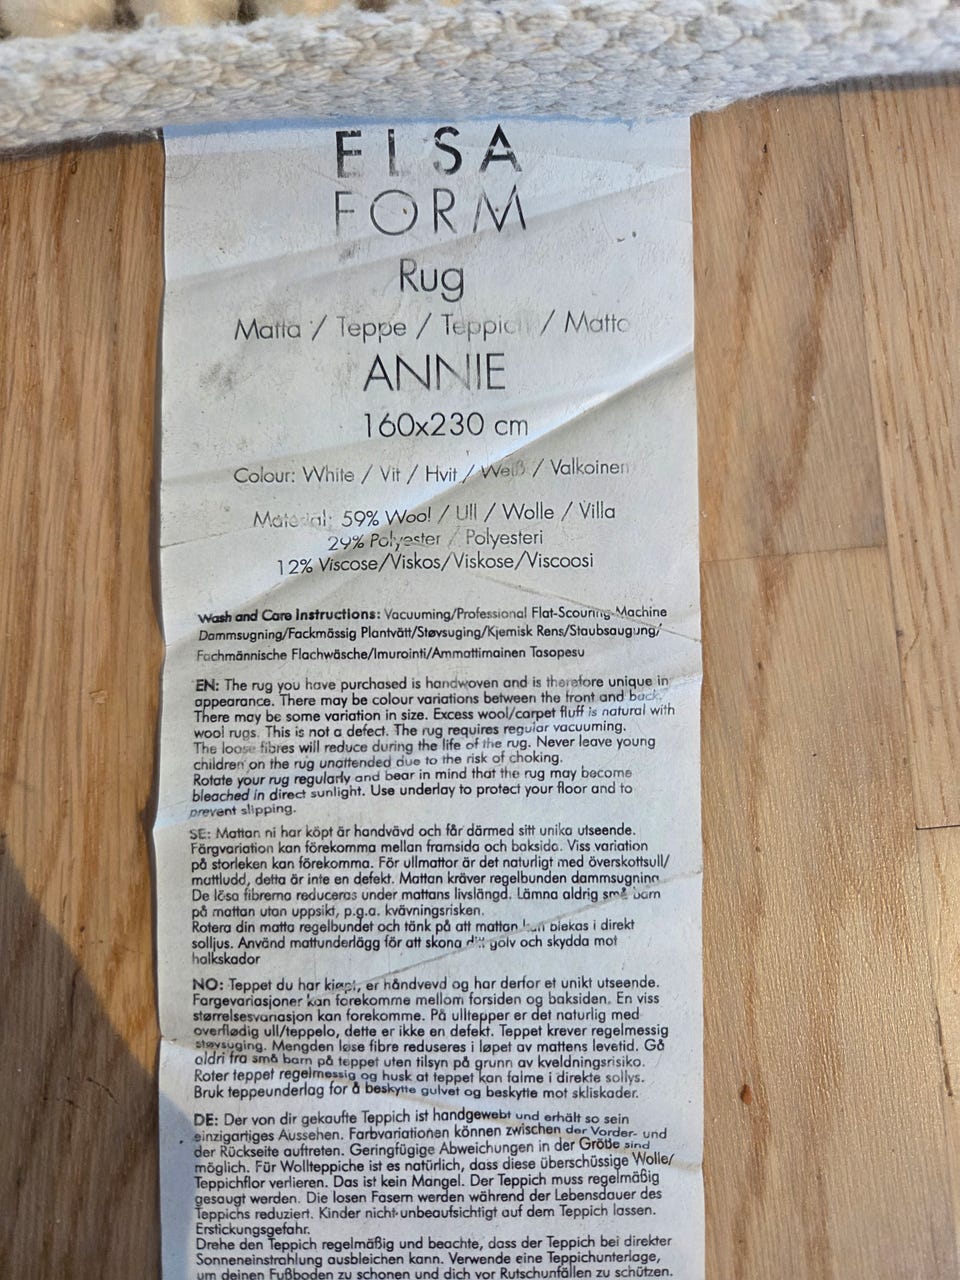 ELSA
FORM
Rug
Matta / Teppe / Teppich / Matto
ANNIE
160x230 cm
Colour: White / Vit / Hvit / Weiß / Valkoinen
Material: 59% Wool / Ull / Wolle / Villa
29% Polyester / Polyesteri
12% Viscose/Viskos/Viskose/Viscoosi
Wash and Care Instructions: Vacuuming/Professional Flat-Scouring-Machine
Dammsugning/Fackmässig Plantvätt/Støvsuging/Kjemisk Rens/Staubsaugung/
Fachmännische Flachwäsche/Imurointi/Ammattimainen Tasopesu
EN: The rug you have purchased is handwoven and is therefore unique in
appearance. There may be colour variations between the front and back.
There may be some variation in size. Excess wool/carpet fluff is natural with
wool rugs. This is not a defect. The rug requires regular vacuuming.
The loose fibres will reduce during the life of the rug. Never leave young
children on the rug unattended due to the risk of choking.
Rotate your rug regularly and bear in mind that the rug may become
bleached in direct sunlight. Use underlay to protect your floor and to
prevent slipping.
SE: Mattan ni har köpt är handvävd och får därmed sitt unika utseende.
Färgvariation kan förekomma mellan framsida och baksida. Viss variation
på storleken kan förekomma. För ullmattor är det naturligt med överskottsull/
mattludd, detta är inte en defekt. Mattan kräver regelbunden dammsugning
De lösa fibrerna reduceras under mattans livslängd. Lämna aldrig små barn
på mattan utan uppsikt, p.g.a. kvävningsrisken.
Rotera din matta regelbundet och tänk på att mattan kan blekas i direkt
solljus. Använd mattunderlägg för att skona ditt golv och skydda mot
halkskador
NO: Teppet du har kjøpt, er håndvevd og har derfor et unikt utseende.
Fargevariasjoner kan forekomme mellom forsiden og baksiden. En viss
størrelsesvariasjon kan forekomme. På ulltepper er det naturlig med
overflødig ull/teppelo, dette er ikke en defekt. Teppet krever regelmessig
støvsuging. Mengden løse fibre reduseres i løpet av mattens levetid. Gå
aldri fra små barn på teppet uten tilsyn på grunn av kveldningsrisiko.
Roter teppet regelmessig og husk at teppet kan falme i direkte sollys.
Bruk teppeunderlag for å beskytte gulvet og beskytte mot skliskader.
DE: Der von dir gekaufte Teppich ist handgewebt und erhält so sein
einzigartiges Aussehen. Farbvariationen können zwischen der Vorder- und
der Rückseite auftreten. Geringfügige Abweichungen in der Größe sind
möglich. Für Wollteppiche ist es natürlich, dass diese überschüssige Wolle/
Teppichflor verlieren. Das ist kein Mangel. Der Teppich muss regelmäßig
gesaugt werden. Die losen Fasern werden während der Lebensdauer des
Teppichs reduziert. Kinder nicht unbeaufsichtigt auf dem Teppich lassen.
Erstickungsgefahr.
Drehe den Teppich regelmäßig und beachte, dass der Teppich bei direkter
Sonneneinstrahlung ausbleichen kann. Verwende eine Teppichunterlage,
um deinen Fußboden zu schonen und dich vor Rutschunfällen zu schützen.